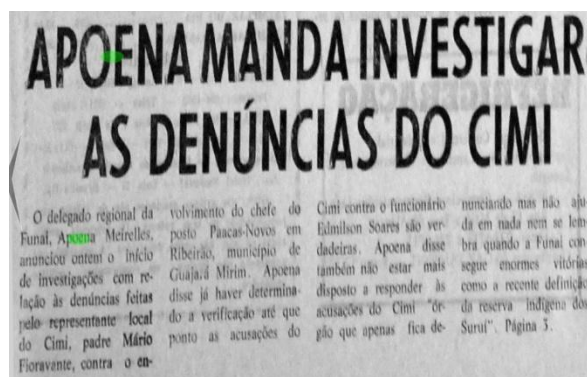 APOENA MANDA INVESTIGAR
AS DENÚNCIAS DO CIMI
O delegado regional da
Funai, Apoena Meirelles,
anunciou ontem o início
de investigações com re-
lação às denúncias feitas
pelo representante local
do Cimi, padre Mário
Fioravante, contra o en-
volvimento do chefe do
posto Paacas-Novos em
Ribeirão, município de
Guajará Mirim. Apoena
disse já haver determina-
do a verificação até que
ponto as acusações do
Cimi contra o funcionário
Edmilson Soares são ver-
dadeiras. Apoena disse
também não estar mais
disposto a responder às
acusações do Cimi "ór-
gão que apenas fica de-
nunciando mas não aju-
da em nada nem se lem-
bra quando a Funai con-
segue enormes vitórias
como a recente definição
da reserva indígena do
Suruí". Página 3.